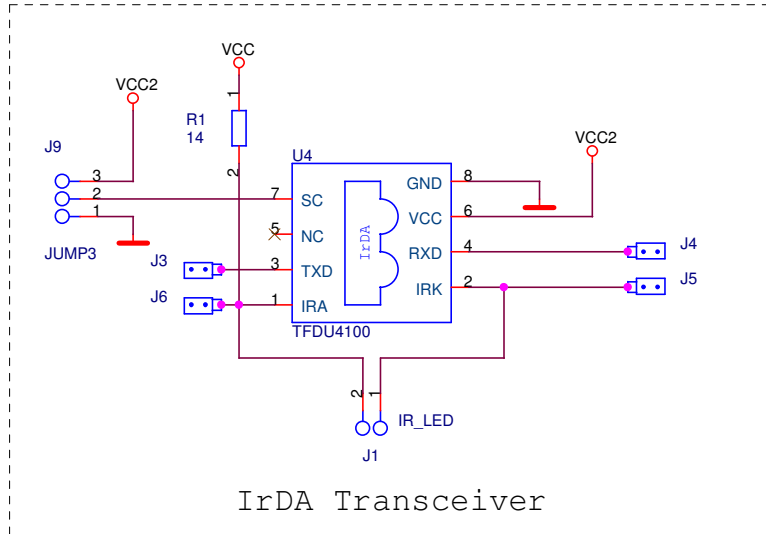 VCC
VCC2
R1
14
1
2
J9
3
2
1
JUMP3
VCC2
U4
7
SC
5
NC
3
TXD
1
IRA
GND
8
VCC
6
RXD
4
IRK
2
IrDA
TFDU4100
J3
J6
J4
J5
2
1
IR_LED
J1
IrDA Transceiver